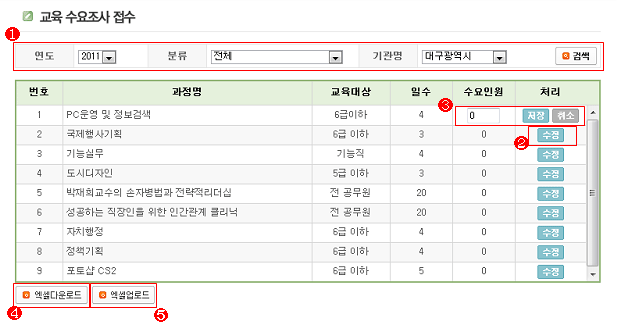 교육 수요조사 접수
1
연도 2011 분류 전체 기관명 대구광역시 검색
번호 과정명 교육대상 일수 수요인원 처리
3
1 PC운영 및 정보검색 6급이하 4 0 저장 취소
2 국제행사기획 6급 이하 3 0 수정
2
3 기능실무 기능직 4 0 수정
4 도시디자인 5급 이하 3 0 수정
5 박재희교수의 손자병법과 전략적리더십 전 공무원 20 0 수정
6 성공하는 직장인을 위한 인간관계 클리닉 전 공무원 20 0 수정
7 자치행정 6급 이하 4 0 수정
8 정책기획 6급 이하 4 0 수정
9 포토샵 CS2 6급 이하 5 0 수정
엑셀다운로드 엑셀업로드
4 5